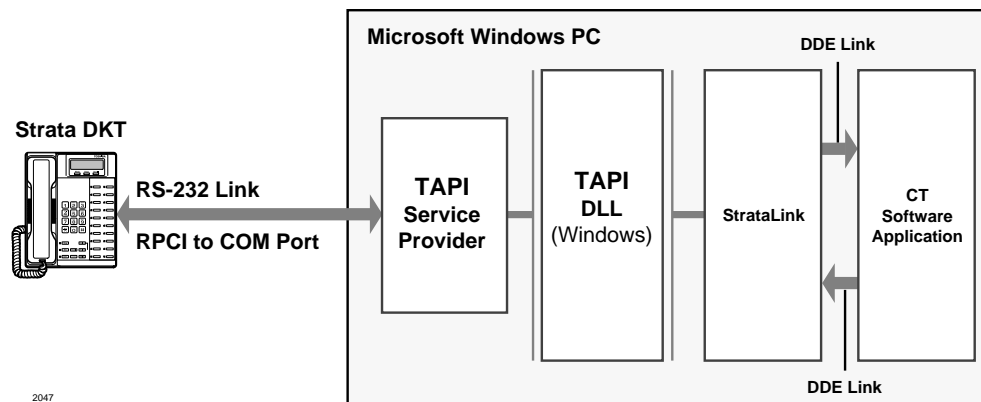 Microsoft Windows PC
DDE Link
Strata DKT
RS-232 Link
RPCI to COM Port
TAPI
Service
Provider
TAPI
DLL
(Windows)
StrataLink
CT
Software
Application
DDE Link
2047